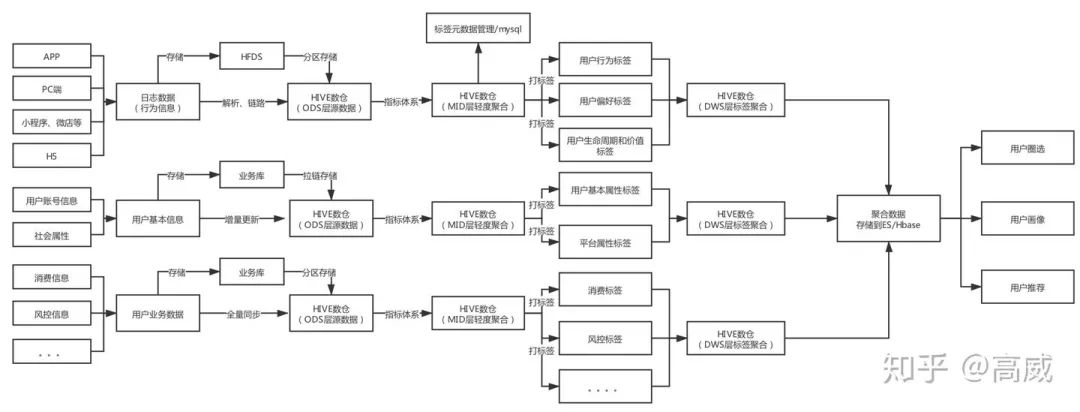 标签元数据管理/mysql
APP
PC端
小程序、微店等
H5
日志数据
(行为信息)
存储
HFDS
分区存储
解析、链路
HIVE数仓
(ODS层源数据)
指标体系
HIVE数仓
(MID层轻度聚合)
打标签
打标签
用户行为标签
用户偏好标签
用户生命周期和价值
标签
HIVE数仓
(DWS层标签聚合)
用户账号信息
社会属性
用户基本信息
存储
业务库
拉链存储
增量更新
HIVE数仓
(ODS层源数据)
指标体系
HIVE数仓
(MID层轻度聚合)
打标签
打标签
用户基本属性标签
平台属性标签
HIVE数仓
(DWS层标签聚合)
消费信息
风控信息
. . .
用户业务数据
存储
业务库
分区存储
全量同步
HIVE数仓
(ODS层源数据)
指标体系
HIVE数仓
(MID层轻度聚合)
打标签
打标签
消费标签
风控标签
. . . .
HIVE数仓
(DWS层标签聚合)
聚合数据
存储到ES/Hbase
用户圈选
用户画像
用户推荐
知乎 @高威